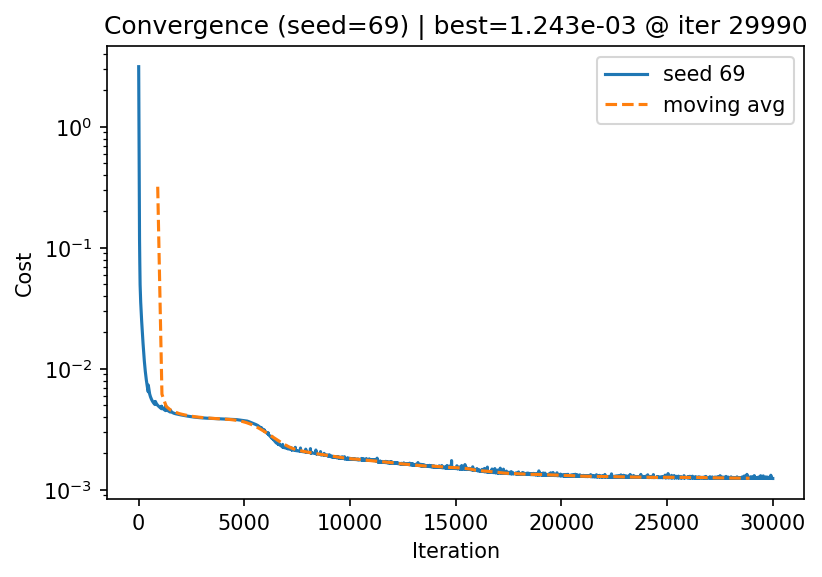 Convergence (seed=69) | best=1.243e-03 @ iter 29990
seed 69
moving avg
10⁰
10⁻¹
10⁻²
10⁻³
Cost
0 5000 10000 15000 20000 25000 30000
Iteration